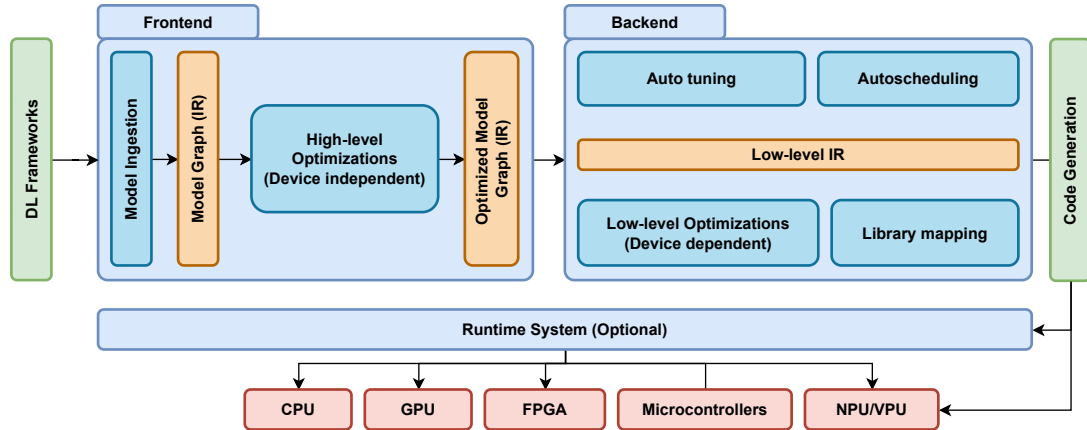 Frontend
Backend
DL Frameworks
Model Ingestion
Model Graph (IR)
High-level
Optimizations
(Device independent)
Optimized Model
Graph (IR)
Auto tuning
Autoscheduling
Low-level IR
Low-level Optimizations
(Device dependent)
Library mapping
Code Generation
Runtime System (Optional)
CPU
GPU
FPGA
Microcontrollers
NPU/VPU